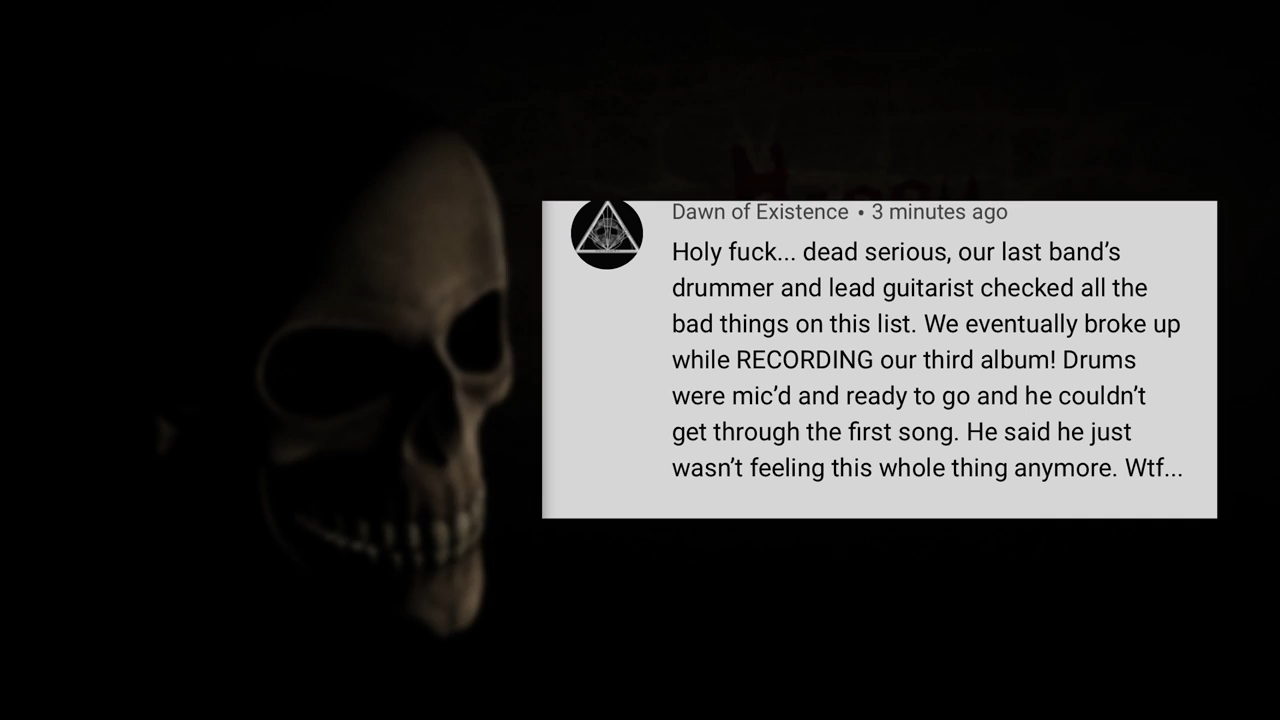 Dawn of Existence • 3 minutes ago
Holy fuck... dead serious, our last band’s
drummer and lead guitarist checked all the
bad things on this list. We eventually broke up
while RECORDING our third album! Drums
were mic’d and ready to go and he couldn’t
get through the first song. He said he just
wasn’t feeling this whole thing anymore. Wtf...